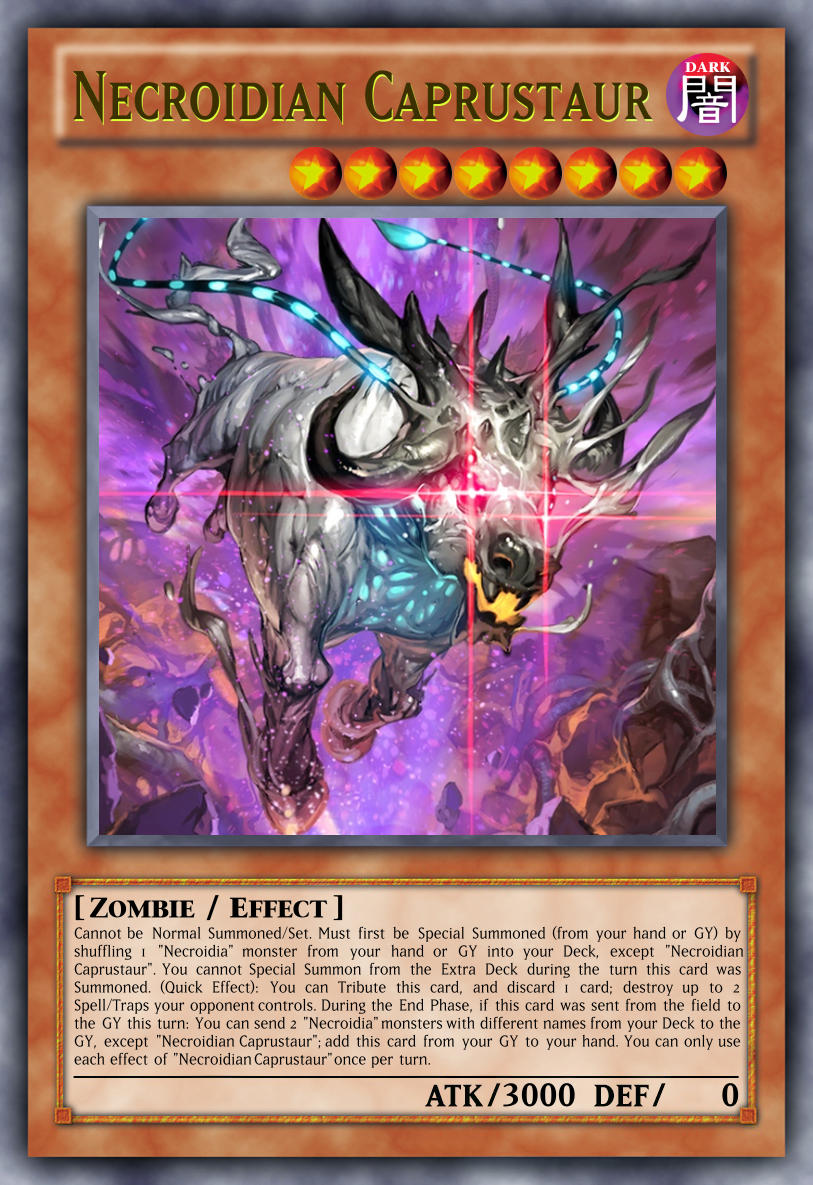 Necroidian Caprustaur
DARK
闇
[ Zombie / Effect ]
Cannot be Normal Summoned/Set. Must first be Special Summoned (from your hand or GY) by
shuffling 1 "Necroidia" monster from your hand or GY into your Deck, except "Necroidian
Caprustaur". You cannot Special Summon from the Extra Deck during the turn this card was
Summoned. (Quick Effect): You can Tribute this card, and discard 1 card; destroy up to 2
Spell/Traps your opponent controls. During the End Phase, if this card was sent from the field to
the GY this turn: You can send 2 "Necroidia" monsters with different names from your Deck to the
GY, except "Necroidian Caprustaur"; add this card from your GY to your hand. You can only use
each effect of "Necroidian Caprustaur" once per turn.
ATK/3000 DEF/ 0